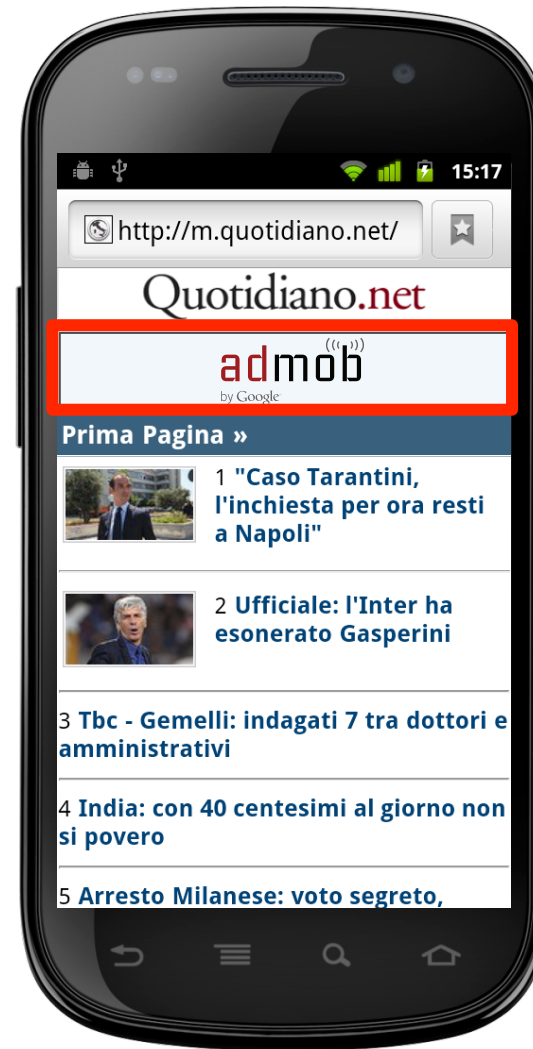 15:17
http://m.quotidiano.net/
Quotidiano.net
admob
by Google
Prima Pagina »
1 "Caso Tarantini,
l'inchiesta per ora resti
a Napoli"
2 Ufficiale: l'Inter ha
esonerato Gasperini
3 Tbc - Gemelli: indagati 7 tra dottori e
amministrativi
4 India: con 40 centesimi al giorno non
si povero
5 Arresto Milanese: voto segreto,